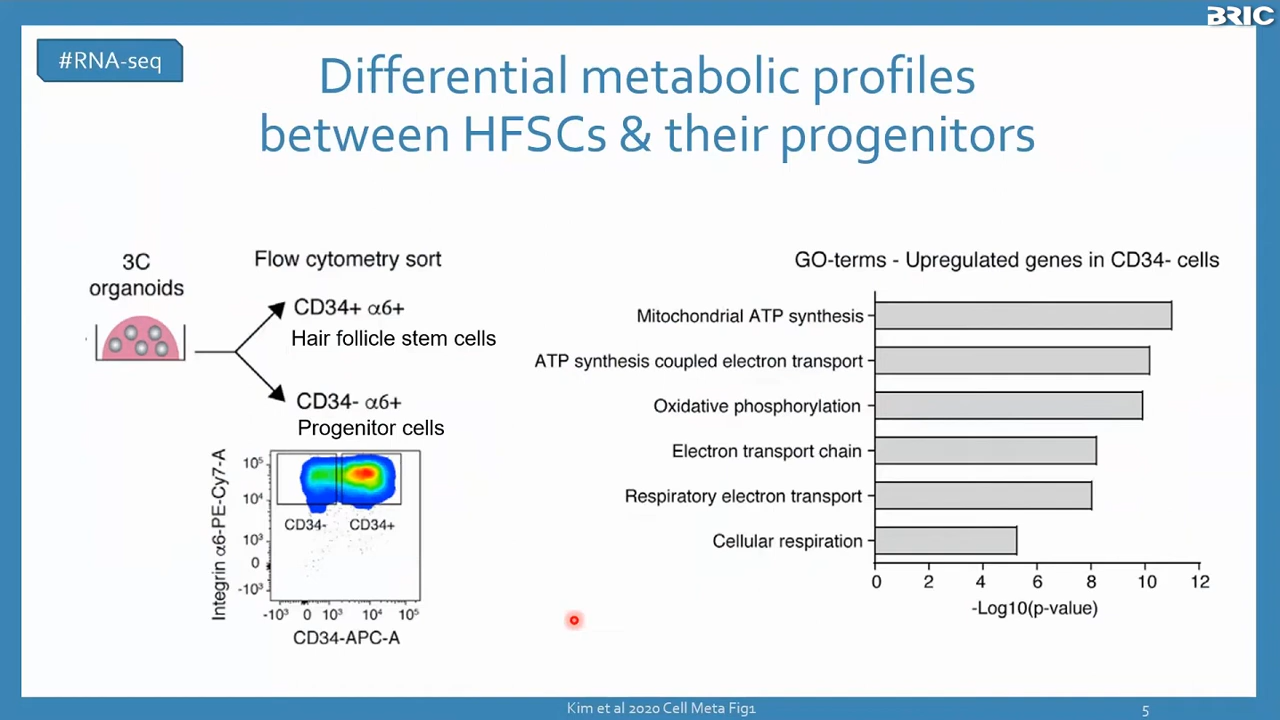 BRIC
#RNA-seq
Differential metabolic profiles
between HFSCs & their progenitors
3C
organoids
Flow cytometry sort
CD34+ α6+
Hair follicle stem cells
CD34- α6+
Progenitor cells
Integrin α6-PE-Cy7-A
10⁵
10⁴
10³
0
-10³
CD34-
CD34+
-10³ 0 10³ 10⁴ 10⁵
CD34-APC-A
GO-terms - Upregulated genes in CD34- cells
Mitochondrial ATP synthesis
ATP synthesis coupled electron transport
Oxidative phosphorylation
Electron transport chain
Respiratory electron transport
Cellular respiration
0 2 4 6 8 10 12
-Log10(p-value)
Kim et al 2020 Cell Meta Fig1
5